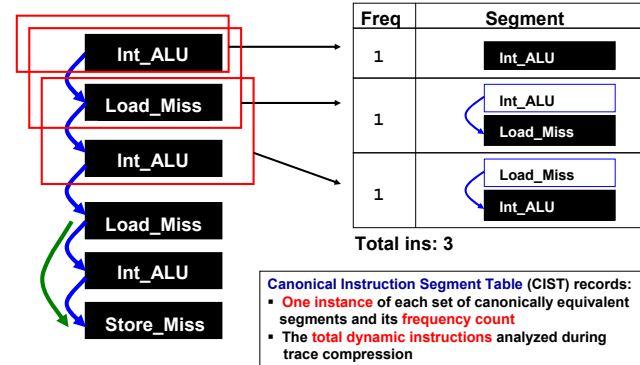 Int_ALU
Load_Miss
Int_ALU
Load_Miss
Int_ALU
Store_Miss
Freq Segment
1 Int_ALU
1 Int_ALU
Load_Miss
1 Load_Miss
Int_ALU
Total ins: 3
Canonical Instruction Segment Table (CIST) records:
▪ One instance of each set of canonically equivalent
segments and its frequency count
▪ The total dynamic instructions analyzed during
trace compression